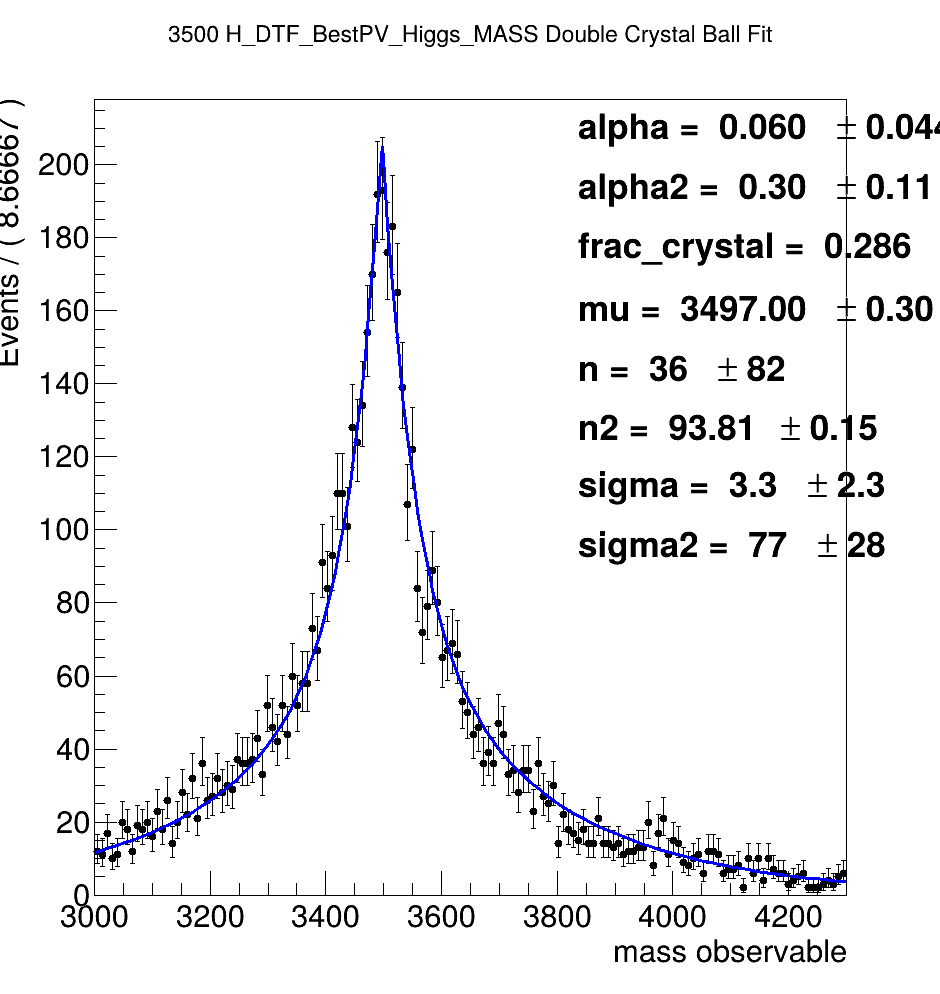 3500 H_DTF_BestPV_Higgs_MASS Double Crystal Ball Fit
Events / ( 8.66667 )
alpha = 0.060 ± 0.044
alpha2 = 0.30 ± 0.11
frac_crystal = 0.286
mu = 3497.00 ± 0.30
n = 36 ± 82
n2 = 93.81 ± 0.15
sigma = 3.3 ± 2.3
sigma2 = 77 ± 28
200
180
160
140
120
100
80
60
40
20
0
3000 3200 3400 3600 3800 4000 4200
mass observable